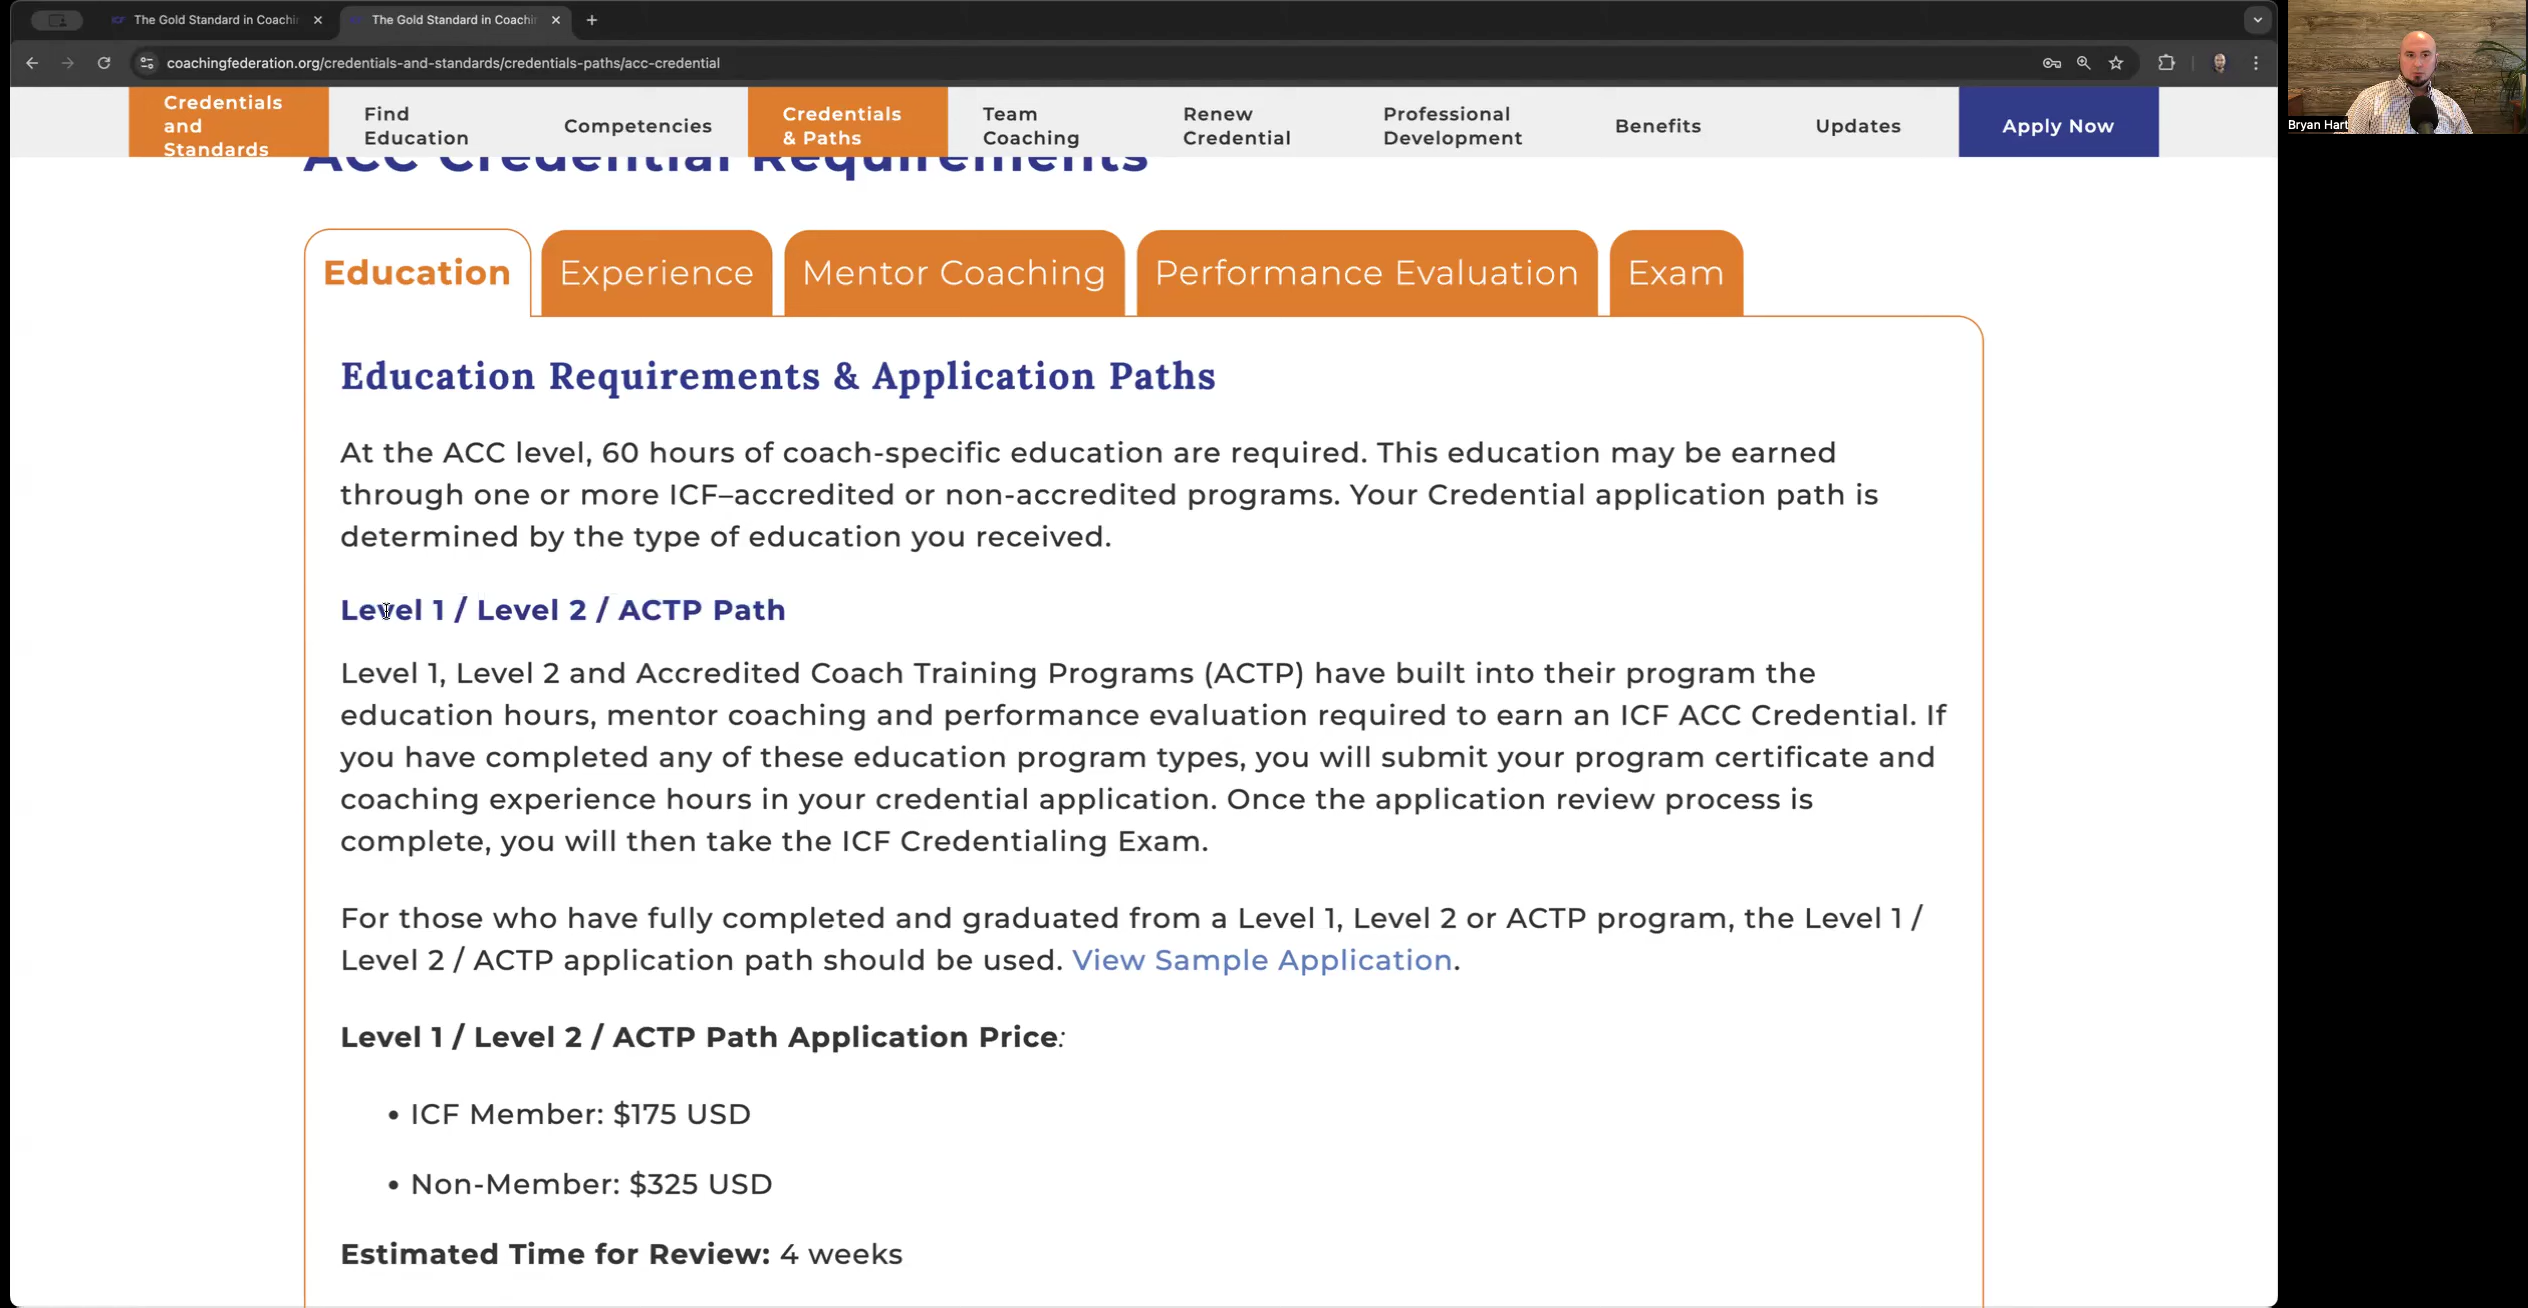 The Gold Standard in Coachi
The Gold Standard in Coachi
coachingfederation.org/credentials-and-standards/credentials-paths/acc-credential
Bryan Hart
Credentials
and
Standards
Find
Education
Competencies
Credentials
& Paths
Team
Coaching
Renew
Credential
Professional
Development
Benefits
Updates
Apply Now
ACC Credential Requirements
Education
Experience
Mentor Coaching
Performance Evaluation
Exam
Education Requirements & Application Paths
At the ACC level, 60 hours of coach-specific education are required. This education may be earned
through one or more ICF–accredited or non-accredited programs. Your Credential application path is
determined by the type of education you received.
Level 1 / Level 2 / ACTP Path
Level 1, Level 2 and Accredited Coach Training Programs (ACTP) have built into their program the
education hours, mentor coaching and performance evaluation required to earn an ICF ACC Credential. If
you have completed any of these education program types, you will submit your program certificate and
coaching experience hours in your credential application. Once the application review process is
complete, you will then take the ICF Credentialing Exam.
For those who have fully completed and graduated from a Level 1, Level 2 or ACTP program, the Level 1 /
Level 2 / ACTP application path should be used. View Sample Application.
Level 1 / Level 2 / ACTP Path Application Price:
• ICF Member: $175 USD
• Non-Member: $325 USD
Estimated Time for Review: 4 weeks